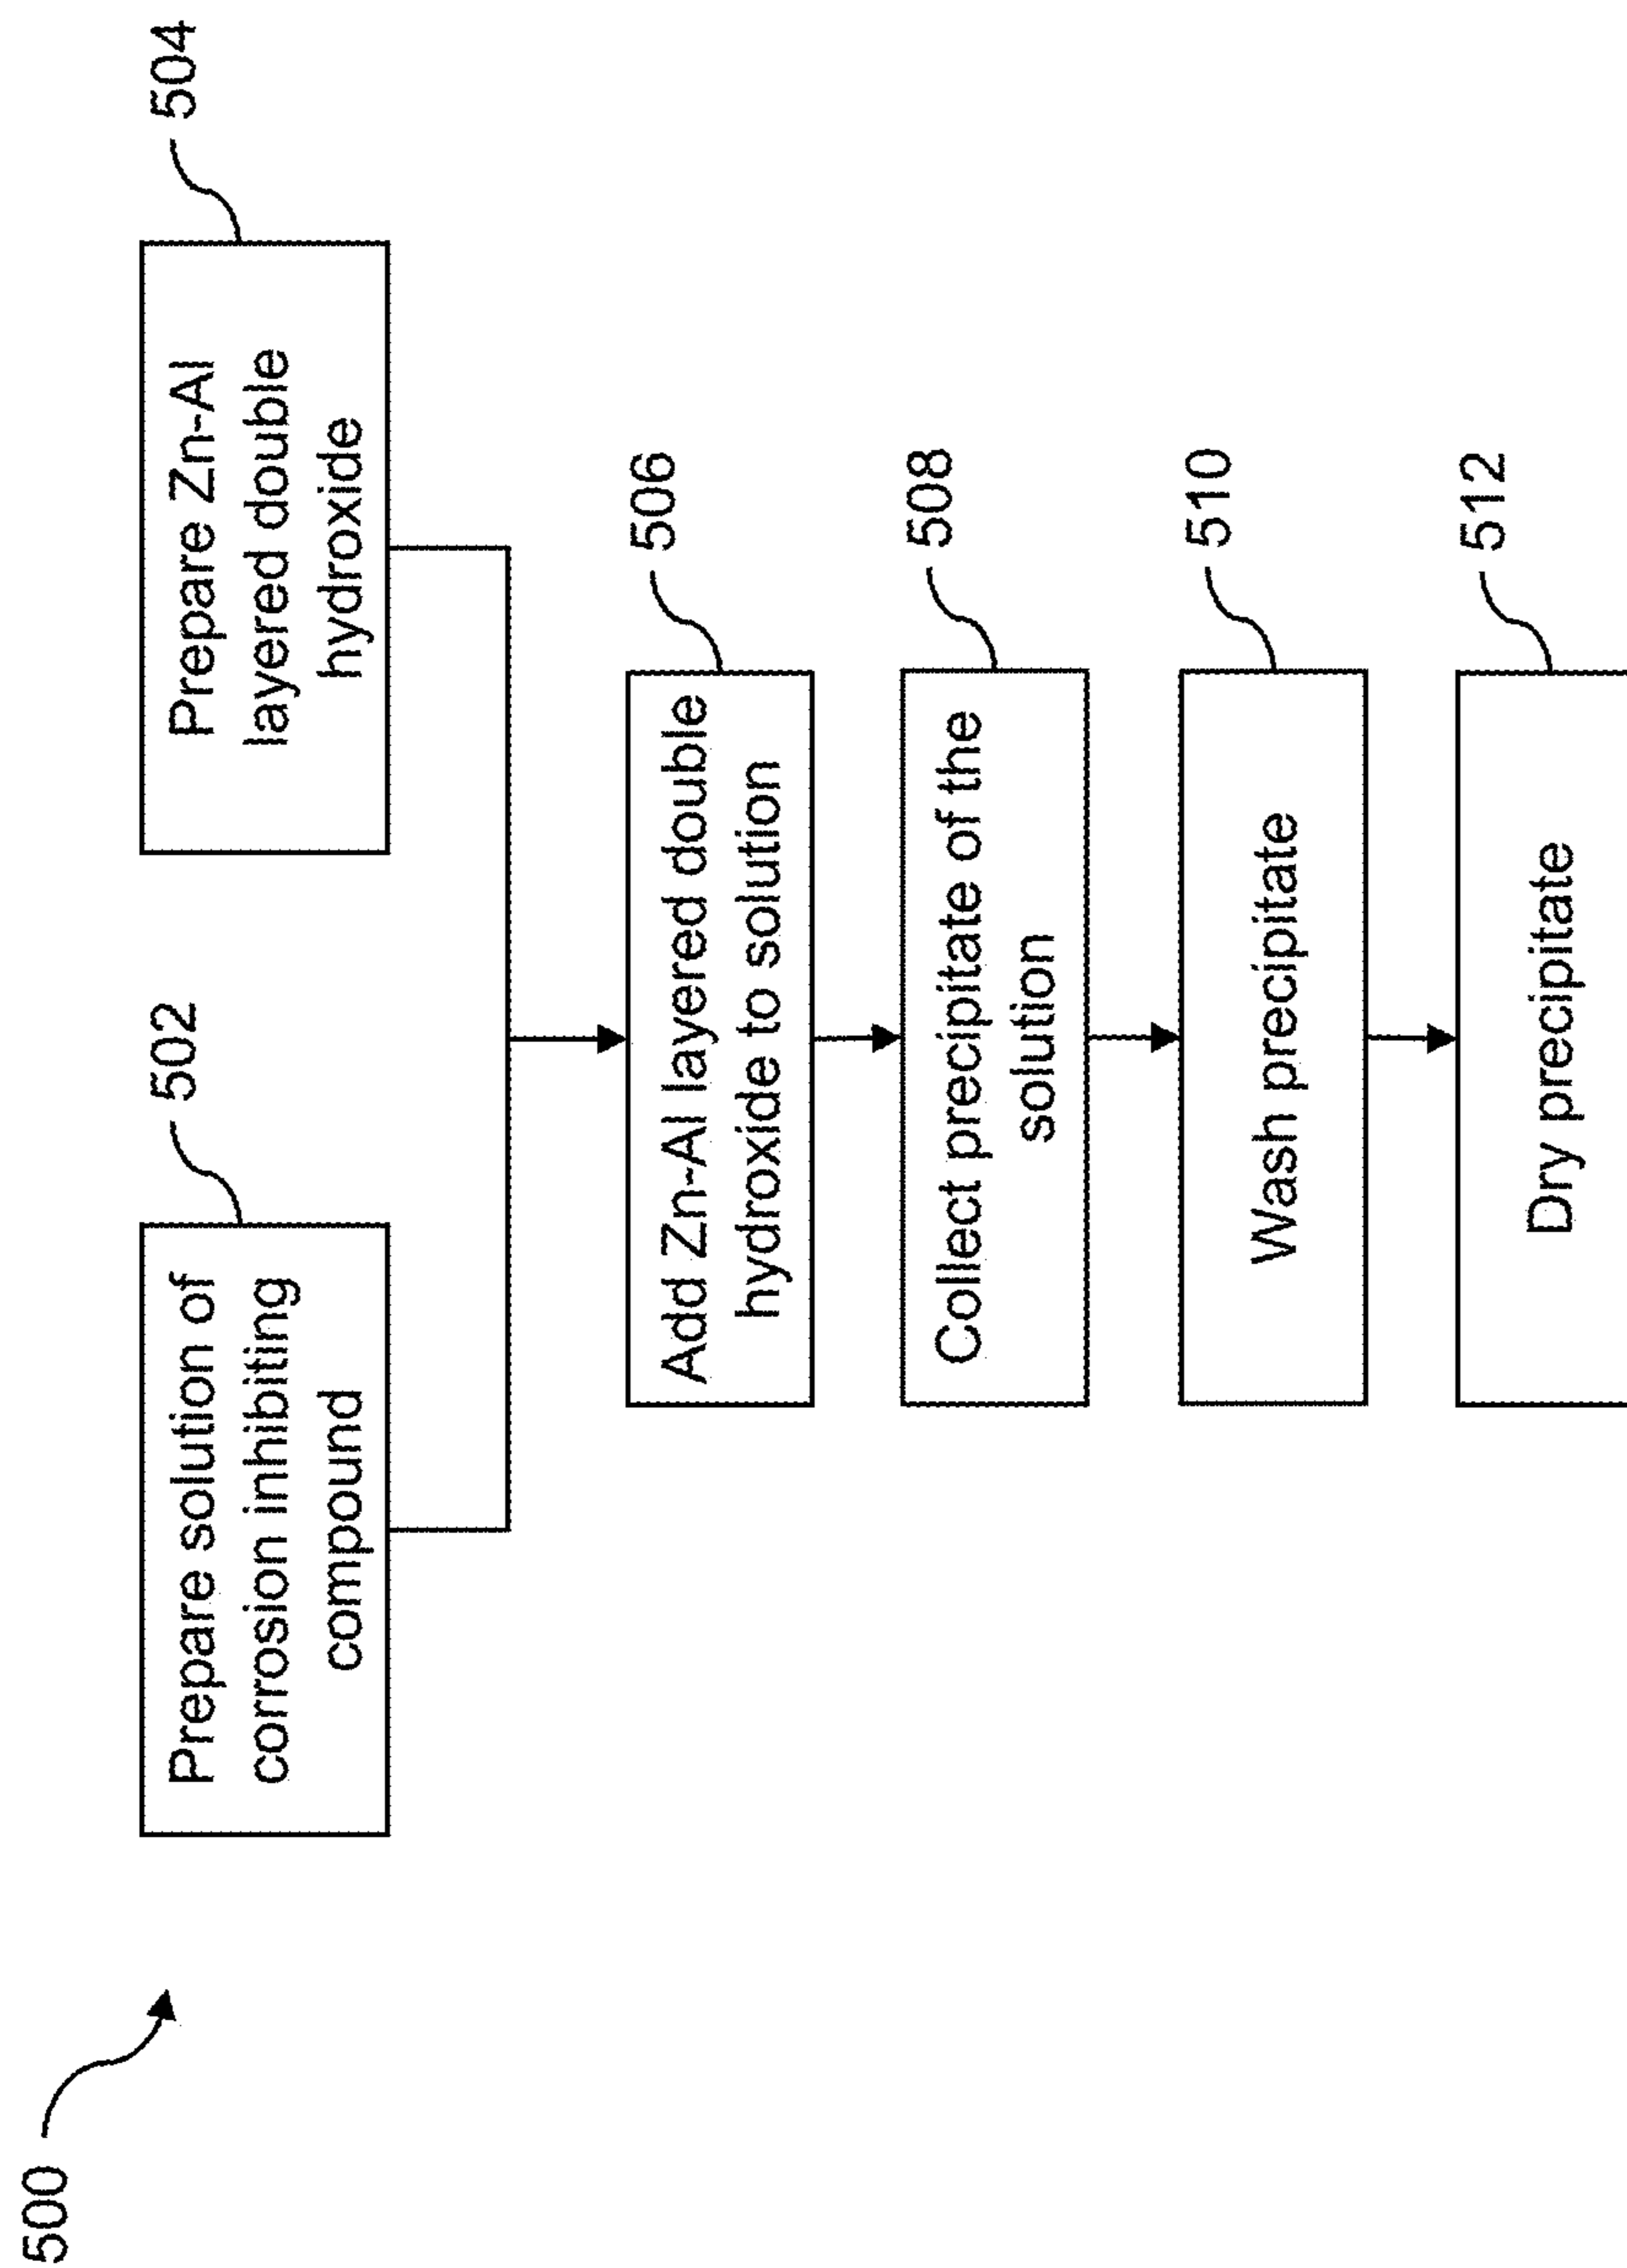 500
502
Prepare solution of
corrosion inhibiting
compound
504
Prepare Zn-Al
layered double
hydroxide
506
Add Zn-Al layered double
hydroxide to solution
508
Collect precipitate of the
solution
510
Wash precipitate
512
Dry precipitate